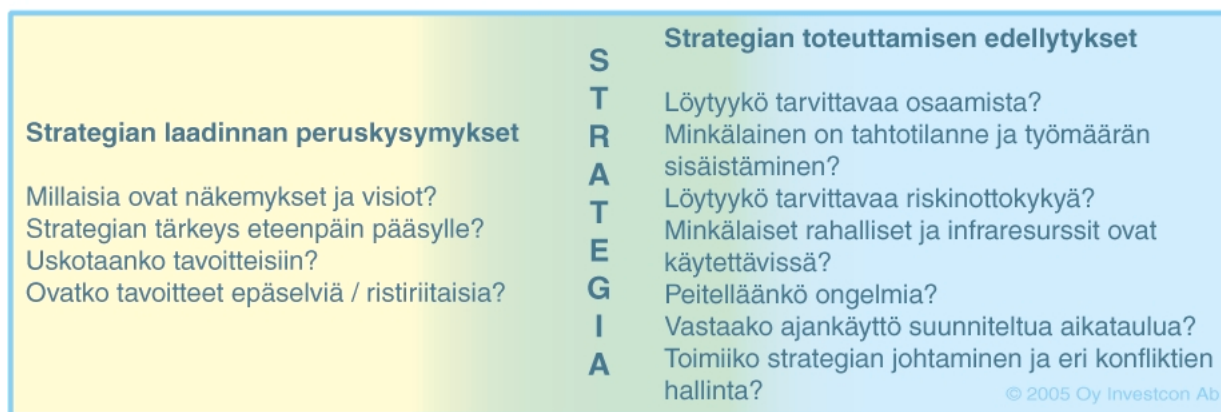 Strategian laadinnan peruskysymykset
Millaisia ovat näkemykset ja visiot?
Strategian tärkeys eteenpäin pääsylle?
Uskotaanko tavoitteisiin?
Ovatko tavoitteet epäselviä / ristiriitaisia?
S
T
R
A
T
E
G
I
A
Strategian toteuttamisen edellytykset
Löytyykö tarvittavaa osaamista?
Minkälainen on tahtotilanne ja työmäärän
sisäistäminen?
Löytyykö tarvittavaa riskinottokykyä?
Minkälaiset rahalliset ja infraresurssit ovat
käytettävissä?
Peitelläänkö ongelmia?
Vastaako ajankäyttö suunniteltua aikataulua?
Toimiiko strategian johtaminen ja eri konfliktien
hallinta?
© 2005 Oy Investcon Ab